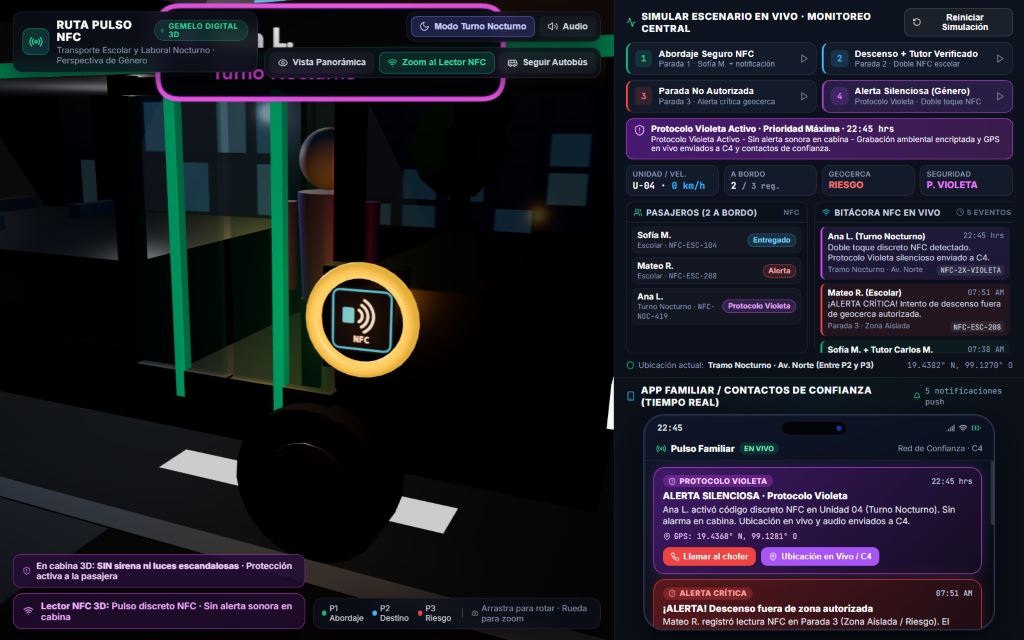 RUTA PULSO
NFC
GEMELO DIGITAL
3D
Transporte Escolar y Laboral Nocturno ·
Perspectiva de Género
L.
Turno Nocturno
Modo Turno Nocturno
Audio
Vista Panorámica
Zoom al Lector NFC
Seguir Autobús
NFC
En cabina 3D: SIN sirena ni luces escandalosas · Protección
activa a la pasajera
Lector NFC 3D: Pulso discreto NFC · Sin alerta sonora en
cabina
P1
Abordaje
P2
Destino
P3
Riesgo
Arrastra para rotar · Rueda
para zoom
SIMULAR ESCENARIO EN VIVO · MONITOREO
CENTRAL
Reiniciar
Simulación
1
Abordaje Seguro NFC
Parada 1 · Sofía M. + notificación
2
Descenso + Tutor Verificado
Parada 2 · Doble NFC escolar
3
Parada No Autorizada
Parada 3 · Alerta crítica geocerca
4
Alerta Silenciosa (Género)
Protocolo Violeta · Doble toque NFC
Protocolo Violeta Activo · Prioridad Máxima · 22:45 hrs
Protocolo Violeta Activo - Sin alerta sonora en cabina - Grabación ambiental encriptada y GPS
en vivo enviados a C4 y contactos de confianza.
UNIDAD / VEL.
U-04 · 0 km/h
A BORDO
2 / 3 reg.
GEOCERCA
RIESGO
SEGURIDAD
P. VIOLETA
PASAJEROS (2 A BORDO)
NFC
Sofía M.
Escolar · NFC-ESC-104
Entregado
Mateo R.
Escolar · NFC-ESC-208
Alerta
Ana L.
Turno Nocturno · NFC-
NOC-419
Protocolo Violeta
BITÁCORA NFC EN VIVO
5 EVENTOS
Ana L. (Turno Nocturno)
22:45 hrs
Doble toque discreto NFC detectado.
Protocolo Violeta silencioso enviado a C4.
Tramo Nocturno · Av. Norte
NFC-2X-VIOLETA
Mateo R. (Escolar)
07:51 AM
¡ALERTA CRÍTICA! Intento de descenso fuera
de geocerca autorizada.
Parada 3 · Zona Aislada
NFC-ESC-208
Sofía M. + Tutor Carlos M.
07:38 AM
Ubicación actual: Tramo Nocturno · Av. Norte (Entre P2 y P3)
19.4382° N, 99.1270° O
APP FAMILIAR / CONTACTOS DE CONFIANZA
(TIEMPO REAL)
5 notificaciones
push
22:45
Pulso Familiar
EN VIVO
Red de Confianza · C4
PROTOCOLO VIOLETA
22:45 hrs
ALERTA SILENCIOSA · Protocolo Violeta
Ana L. activó código discreto NFC en Unidad 04 (Turno Nocturno). Sin
alarma en cabina. Ubicación en vivo y audio enviados a C4.
GPS: 19.4368° N, 99.1281° O
Llamar al chofer
Ubicación en Vivo / C4
ALERTA CRÍTICA
07:51 AM
¡ALERTA! Descenso fuera de zona autorizada
Mateo R. registró lectura NFC en Parada 3 (Zona Aislada / Riesgo). El